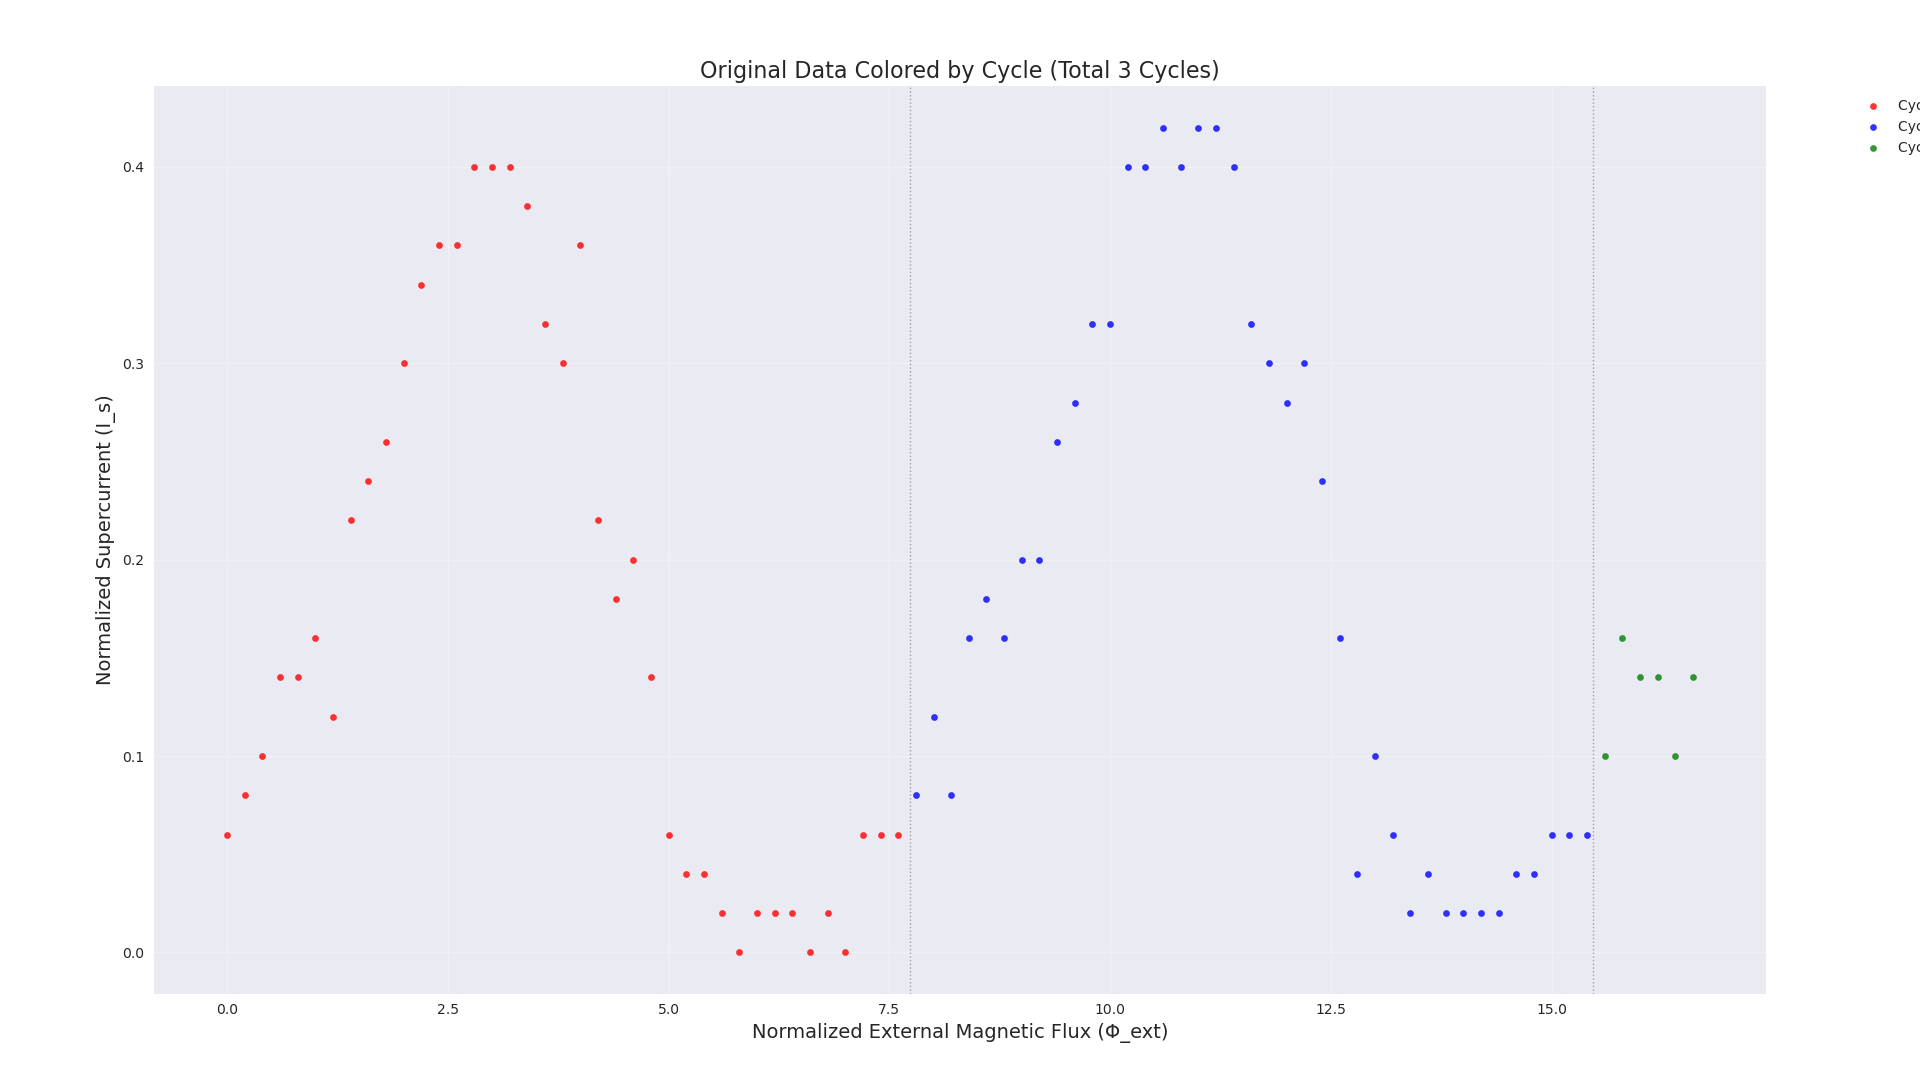 Original Data Colored by Cycle (Total 3 Cycles)
Cyc
Cyc
Cyc
0.4
0.3
0.2
0.1
0.0
Normalized Supercurrent (I_s)
0.0 2.5 5.0 7.5 10.0 12.5 15.0
Normalized External Magnetic Flux (Φ_ext)